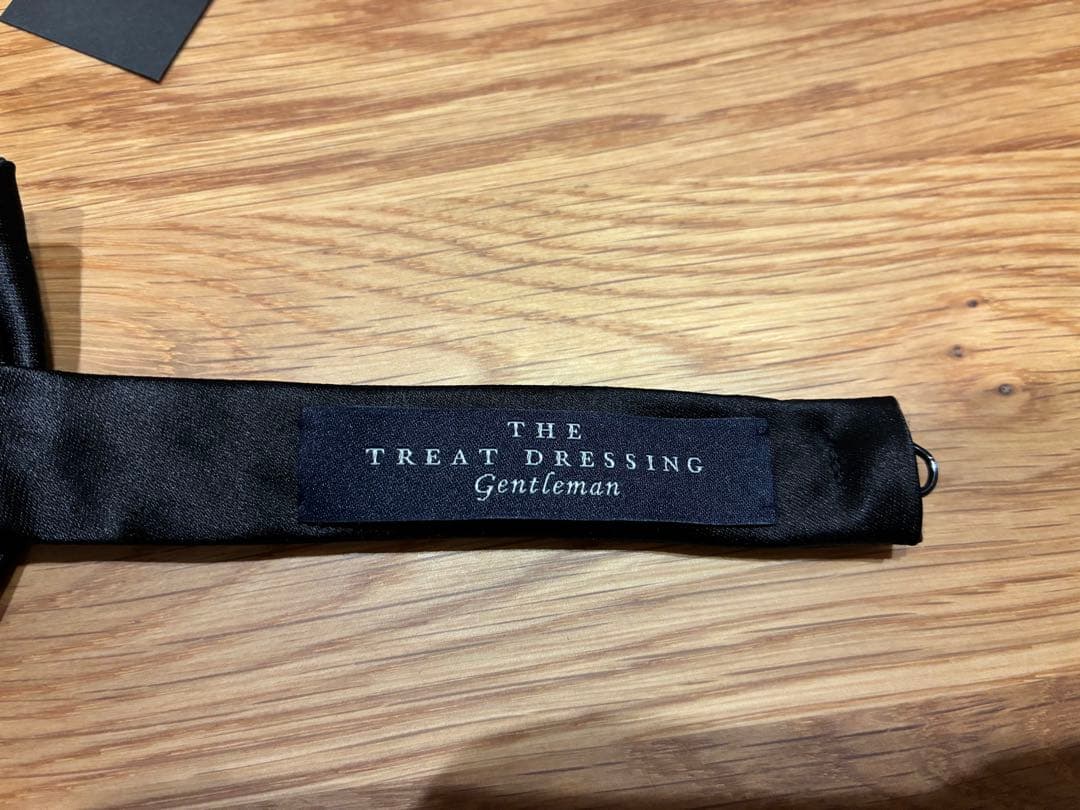 THE
TREAT DRESSING
Gentleman